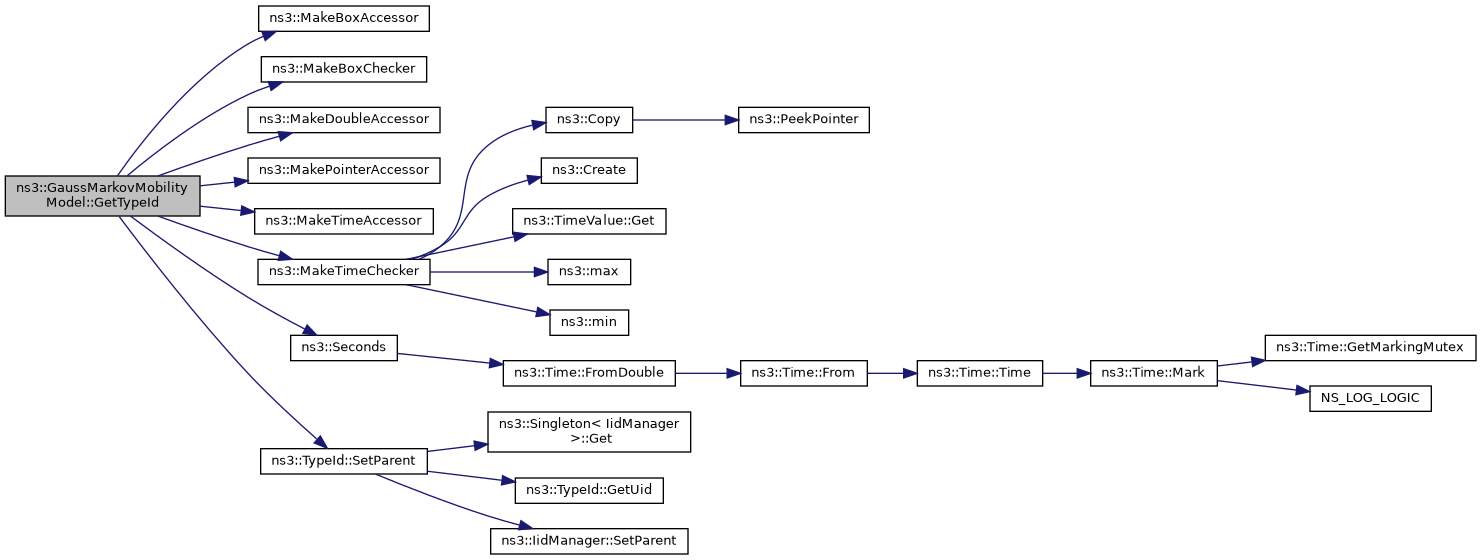 ns3::GaussMarkovMobility
Model::GetTypeId
ns3::MakeBoxAccessor
ns3::MakeBoxChecker
ns3::MakeDoubleAccessor
ns3::MakePointerAccessor
ns3::MakeTimeAccessor
ns3::MakeTimeChecker
ns3::Copy
ns3::PeekPointer
ns3::Create
ns3::TimeValue::Get
ns3::max
ns3::min
ns3::Seconds
ns3::Time::FromDouble
ns3::Time::From
ns3::Time::Time
ns3::Time::Mark
ns3::Time::GetMarkingMutex
NS_LOG_LOGIC
ns3::TypeId::SetParent
ns3::Singleton< IidManager
>::Get
ns3::TypeId::GetUid
ns3::IidManager::SetParent